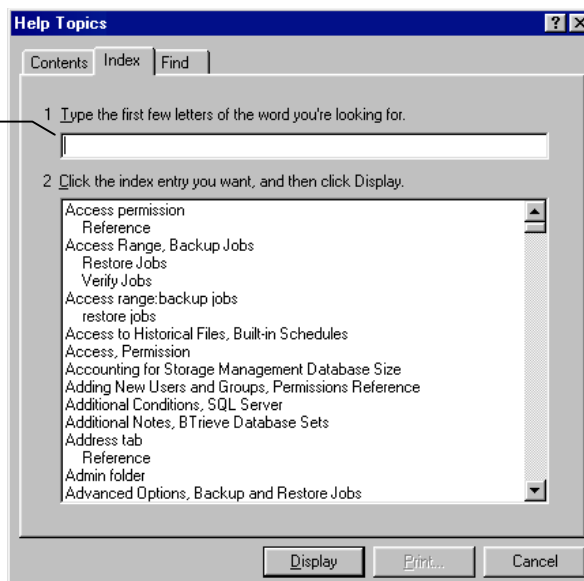 Help Topics
Contents Index Find
1 Type the first few letters of the word you're looking for.
2 Click the index entry you want, and then click Display.
Access permission
Reference
Access Range, Backup Jobs
Restore Jobs
Verify Jobs
Access range:backup jobs
restore jobs
Access to Historical Files, Built-in Schedules
Access, Permission
Accounting for Storage Management Database Size
Adding New Users and Groups, Permissions Reference
Additional Conditions, SQL Server
Additional Notes, BTrieve Database Sets
Address tab
Reference
Admin folder
Advanced Options, Backup and Restore Jobs
Display Print... Cancel